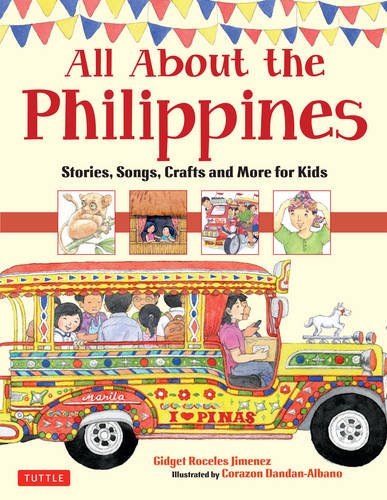 All About the
Philippines
Stories, Songs, Crafts and More for Kids
Marila
I ♥ PINAS
Gidget Roceles Jimenez
Illustrated by Corazon Dandan-Albano
TUTTLE